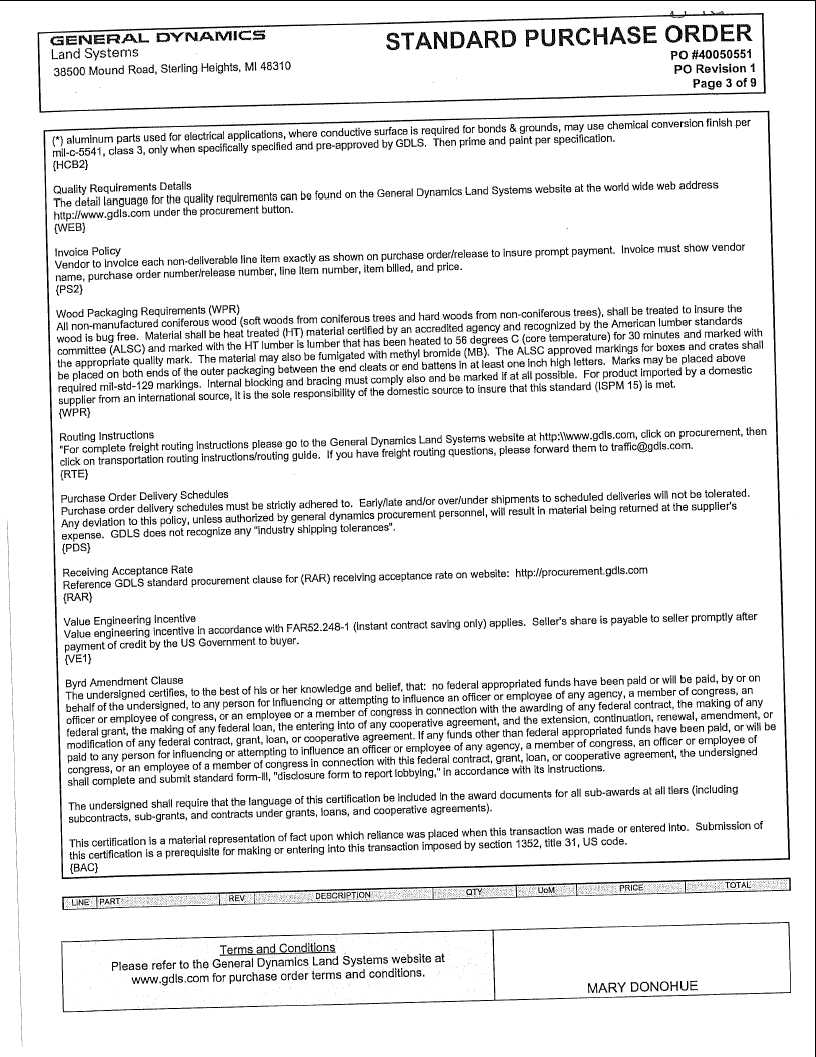 GENERAL DYNAMICS
Land Systems
38500 Mound Road, Sterling Heights, MI 48310
STANDARD PURCHASE ORDER
PO #40050551
PO Revision 1
Page 3 of 9
(*) aluminum parts used for electrical applications, where conductive surface is required for bonds & grounds, may use chemical conversion finish per
mil-c-5541, class 3, only when specifically specified and pre-approved by GDLS. Then prime and paint per specification.
{HCB2}
Quality Requirements Details
The detail language for the quality requirements can be found on the General Dynamics Land Systems website at the world wide web address
http://www.gdls.com under the procurement button.
{WEB}
Invoice Policy
Vendor to invoice each non-deliverable line item exactly as shown on purchase order/release to insure prompt payment. Invoice must show vendor
name, purchase order number/release number, line item number, item billed, and price.
{PS2}
Wood Packaging Requirements (WPR)
All non-manufactured coniferous wood (soft woods from coniferous trees and hard woods from non-coniferous trees), shall be treated to insure the
wood is bug free. Material shall be heat treated (HT) material certified by an accredited agency and recognized by the American lumber standards
committee (ALSC) and marked with the HT lumber is lumber that has been heated to 56 degrees C (core temperature) for 30 minutes and marked with
the appropriate quality mark. The material may also be fumigated with methyl bromide (MB). The ALSC approved markings for boxes and crates shall
be placed on both ends of the outer packaging between the end cleats or end battens in at least one inch high letters. Marks may be placed above
required mil-std-129 markings. Internal blocking and bracing must comply also and be marked if at all possible. For product imported by a domestic
supplier from an international source, it is the sole responsibility of the domestic source to insure that this standard (ISPM 15) is met.
{WPR}
Routing Instructions
"For complete freight routing instructions please go to the General Dynamics Land Systems website at http:\\www.gdls.com, click on procurement, then
click on transportation routing instructions/routing guide. If you have freight routing questions, please forward them to traffic@gdls.com.
{RTE}
Purchase Order Delivery Schedules
Purchase order delivery schedules must be strictly adhered to. Early/late and/or over/under shipments to scheduled deliveries will not be tolerated.
Any deviation to this policy, unless authorized by general dynamics procurement personnel, will result in material being returned at the supplier's
expense. GDLS does not recognize any "industry shipping tolerances".
{PDS}
Receiving Acceptance Rate
Reference GDLS standard procurement clause for (RAR) receiving acceptance rate on website: http://procurement.gdls.com
{RAR}
Value Engineering Incentive
Value engineering incentive in accordance with FAR52.248-1 (instant contract saving only) applies. Seller's share is payable to seller promptly after
payment of credit by the US Government to buyer.
{VE1}
Byrd Amendment Clause
The undersigned certifies, to the best of his or her knowledge and belief, that: no federal appropriated funds have been paid or will be paid, by or on
behalf of the undersigned, to any person for influencing or attempting to influence an officer or employee of any agency, a member of congress, an
officer or employee of congress, or an employee or a member of congress in connection with the awarding of any federal contract, the making of any
federal grant, the making of any federal loan, the entering into of any cooperative agreement, and the extension, continuation, renewal, amendment, or
modification of any federal contract, grant, loan, or cooperative agreement. If any funds other than federal appropriated funds have been paid, or will be
paid to any person for influencing or attempting to influence an officer or employee of any agency, a member of congress, an officer or employee of
congress, or an employee of a member of congress in connection with this federal contract, grant, loan, or cooperative agreement, the undersigned
shall complete and submit standard form-lll, "disclosure form to report lobbying," in accordance with its instructions.
The undersigned shall require that the language of this certification be included in the award documents for all sub-awards at all tiers (including
subcontracts, sub-grants, and contracts under grants, loans, and cooperative agreements).
This certification is a material representation of fact upon which reliance was placed when this transaction was made or entered into. Submission of
this certification is a prerequisite for making or entering into this transaction imposed by section 1352, title 31, US code.
{BAC}
LINE PART REV DESCRIPTION QTY UoM PRICE TOTAL
Terms and Conditions
Please refer to the General Dynamics Land Systems website at
www.gdls.com for purchase order terms and conditions.
MARY DONOHUE